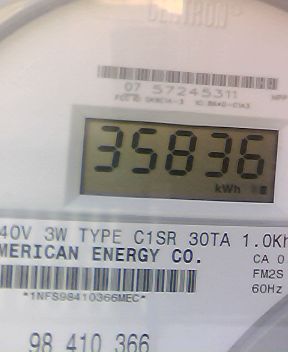 CENTRON
07 57245311
35836
kWh
40V 3W TYPE C1SR 30TA 1.0Kh
MERICAN ENERGY CO.
CA 0
FM2S
*1NFS98410366MEC*
60Hz
98 410 366